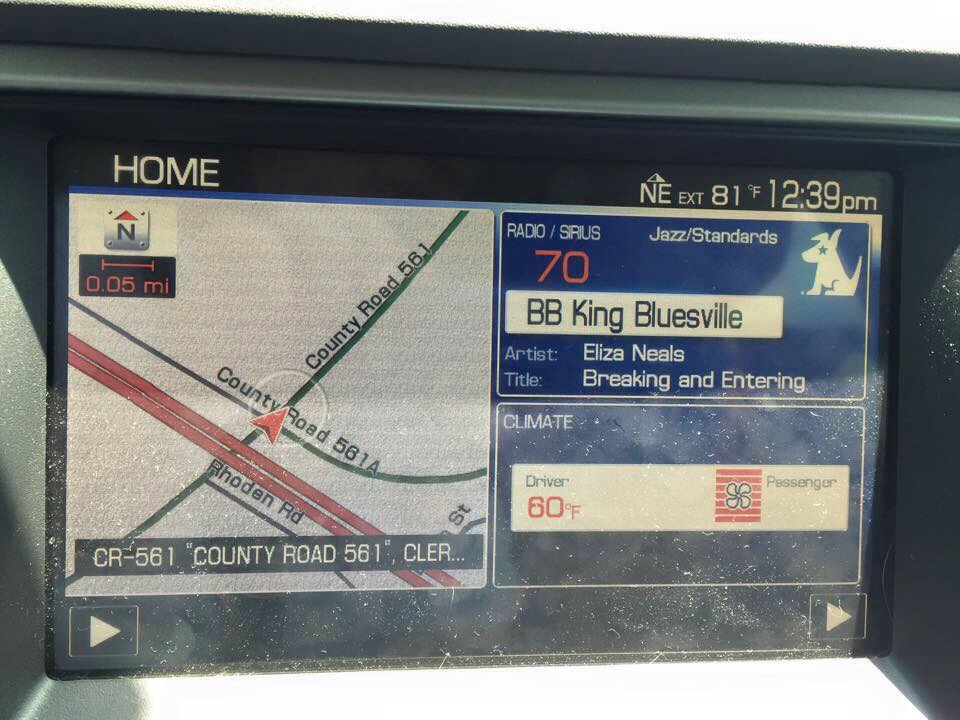 HOME
NE EXT 81°F 12:39pm
N
0.05 mi
County Road 561
County Road 561A
Rhoden Rd
St
CR-561 "COUNTY ROAD 561", CLER...
RADIO / SIRIUS Jazz/Standards
70
BB King Bluesville
Artist: Eliza Neals
Title: Breaking and Entering
CLIMATE
Driver Passenger
60°F